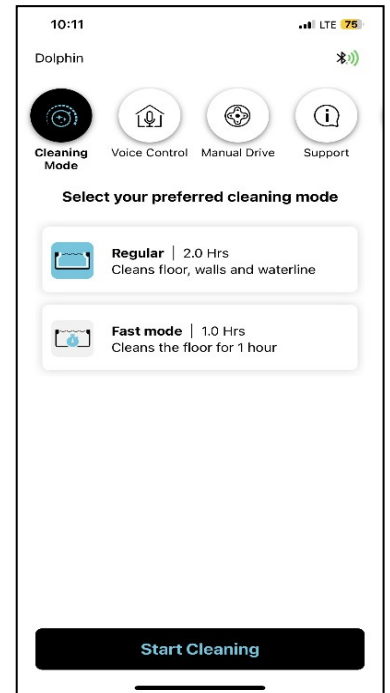 10:11
LTE 75
Dolphin
Cleaning
Mode
Voice Control
Manual Drive
Support
Select your preferred cleaning mode
Regular | 2.0 Hrs
Cleans floor, walls and waterline
Fast mode | 1.0 Hrs
Cleans the floor for 1 hour
Start Cleaning